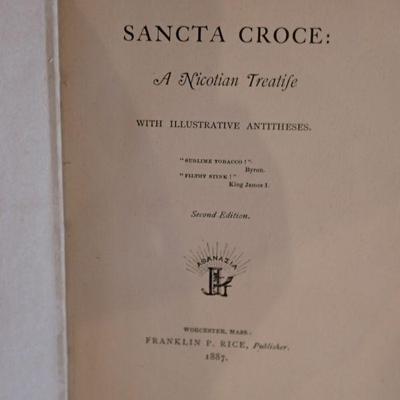 SANCTA CROCE:
A Nicotian Treatiſe
WITH ILLUSTRATIVE ANTITHESES.
"SUBLIME TOBACCO!"
Byron.
"FILTHY STINK!"
King James I.
Second Edition.
ΑΘΑΝΑΣΙΑ
WORCESTER, MASS.:
FRANKLIN P. RICE, Publisher.
1887.